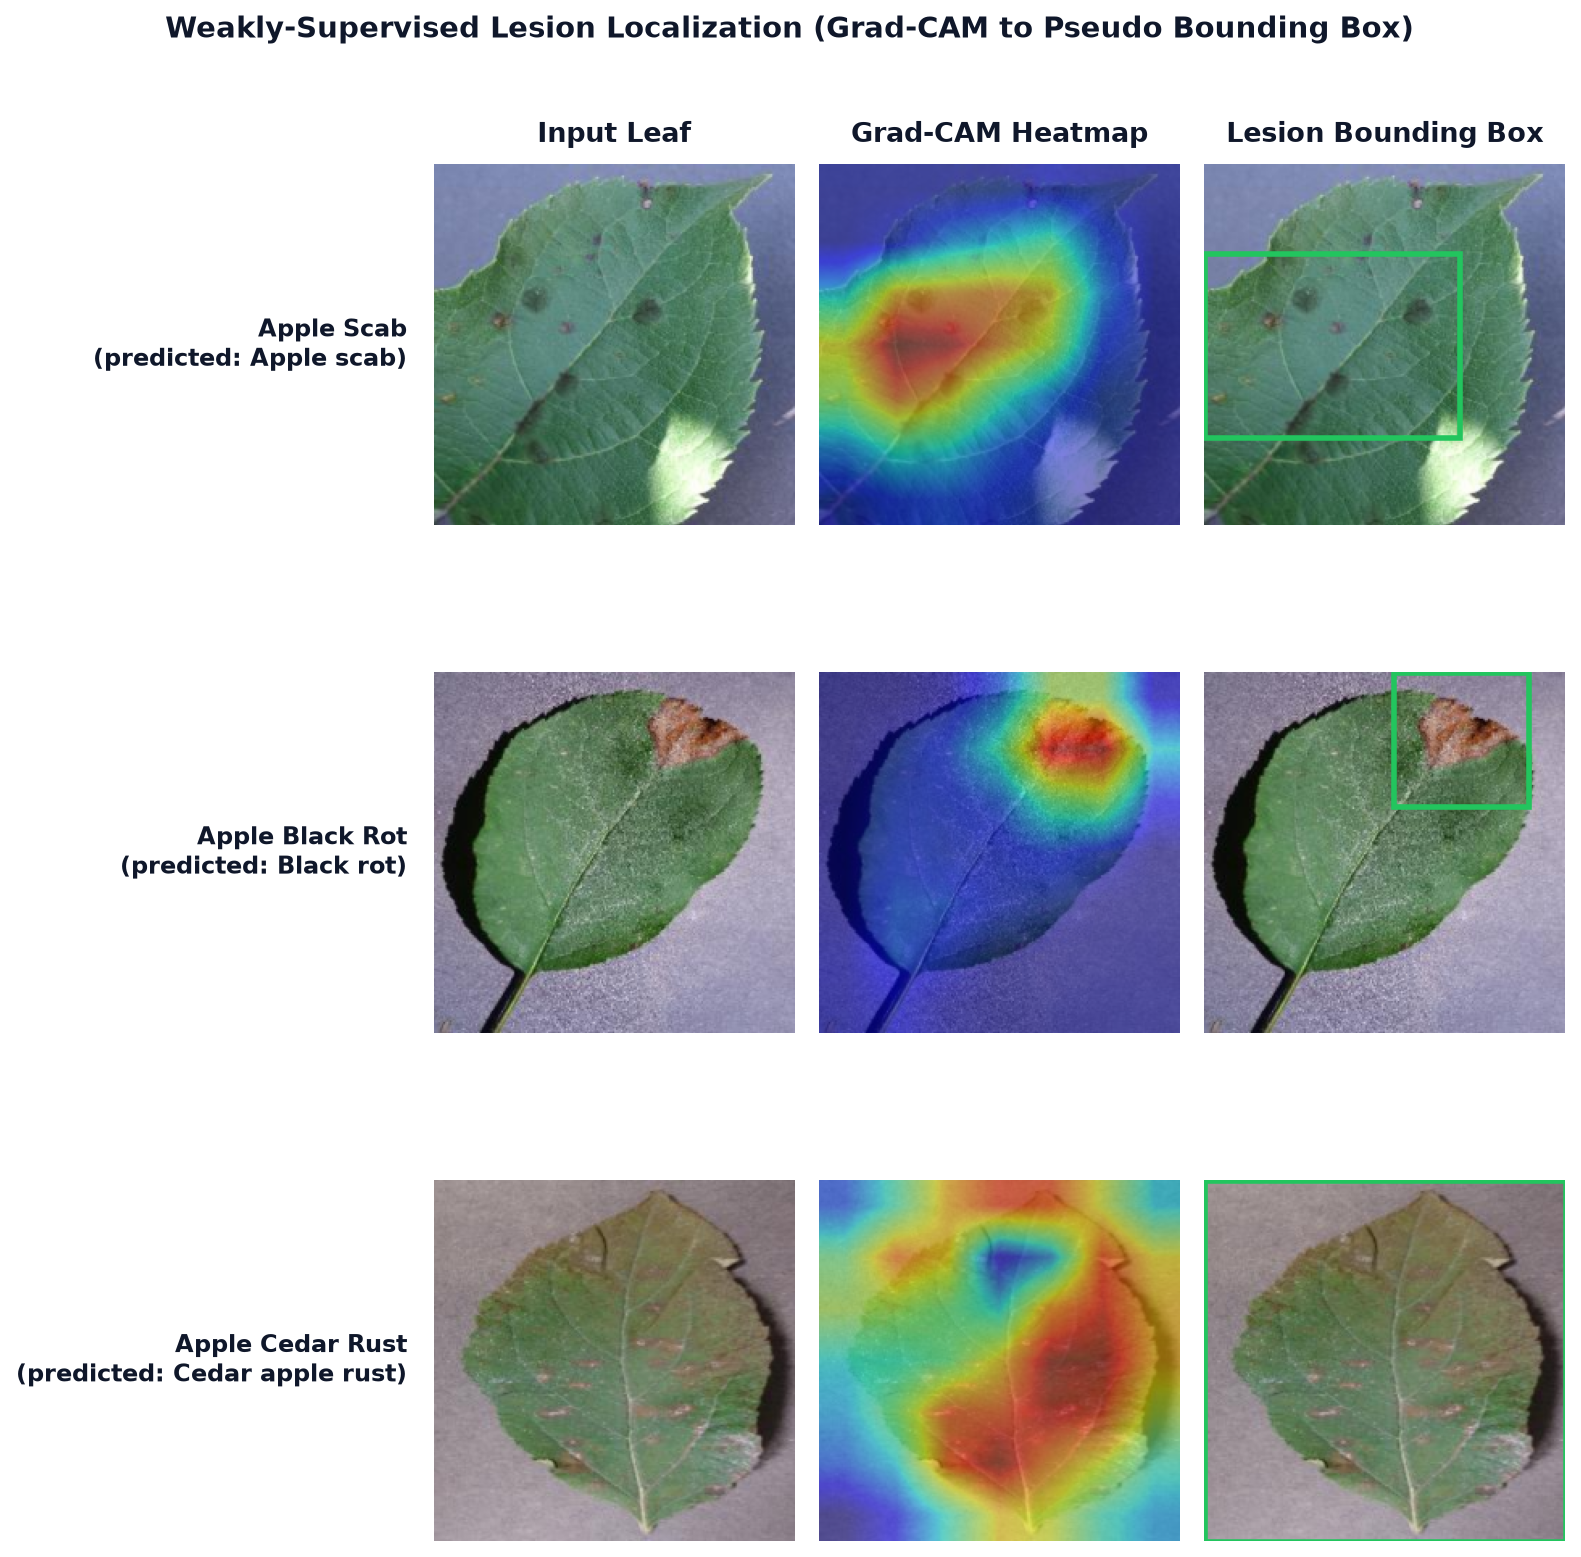 Weakly-Supervised Lesion Localization (Grad-CAM to Pseudo Bounding Box)
Input Leaf
Grad-CAM Heatmap
Lesion Bounding Box
Apple Scab
(predicted: Apple scab)
Apple Black Rot
(predicted: Black rot)
Apple Cedar Rust
(predicted: Cedar apple rust)